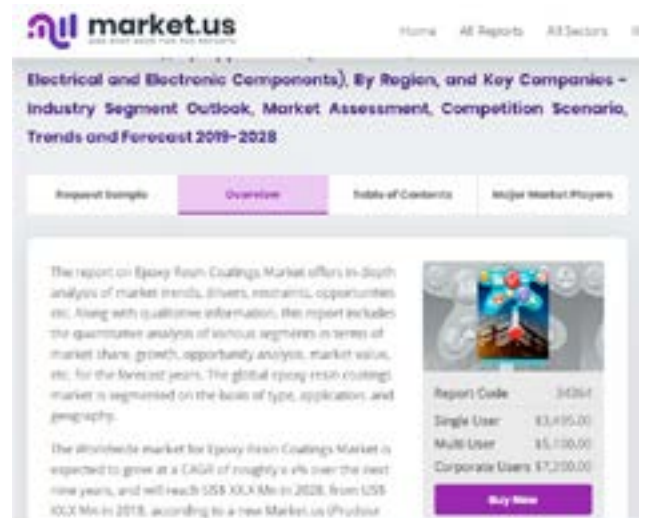 market.us
Home All Reports All Sectors
Electrical and Electronic Components), By Region, and Key Companies -
Industry Segment Outlook, Market Assessment, Competition Scenario,
Trends and Forecast 2019-2028
Request Sample Overview Table of Contents Major Market Players
The report on Epoxy Resin Coatings Market offers in-depth
analysis of market trends, drivers, restraints, opportunities
etc. Along with qualitative information, this report includes
the quantitative analysis of various segments in terms of
market share, growth, opportunity analysis, market value,
etc. for the forecast years. The global epoxy resin coatings
market is segmented on the basis of type, application, and
geography.
The Worldwide market for Epoxy Resin Coatings Market is
expected to grow at a CAGR of roughly x.x% over the next
nine years, and will reach US$ XX.X Mn in 2028, from US$
XX.X Mn in 2018, according to a new Market.us (Prudour
Report Code
Single User $3,495.00
Multi User $5,100.00
Corporate Users $7,200.00
Buy Now